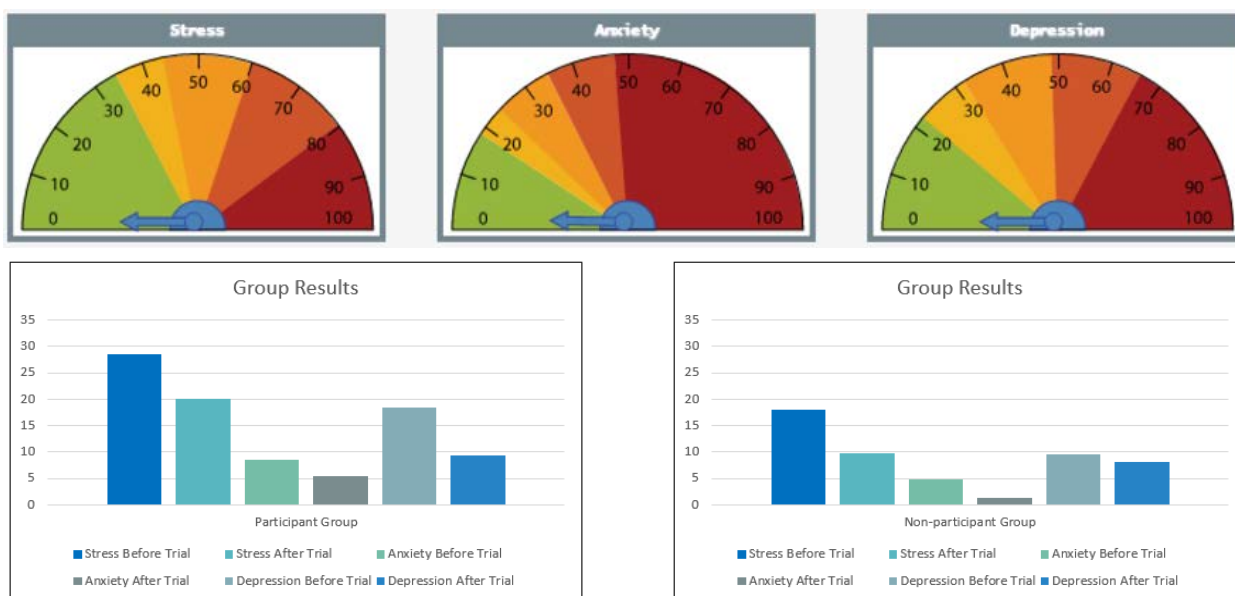 Stress
Anxiety
Depression
0 10 20 30 40 50 60 70 80 90 100
0 10 20 30 40 50 60 70 80 90 100
0 10 20 30 40 50 60 70 80 90 100
Group Results
35
30
25
20
15
10
5
0
Participant Group
Stress Before Trial Stress After Trial Anxiety Before Trial
Anxiety After Trial Depression Before Trial Depression After Trial
Group Results
35
30
25
20
15
10
5
0
Non-participant Group
Stress Before Trial Stress After Trial Anxiety Before Trial
Anxiety After Trial Depression Before Trial Depression After Trial